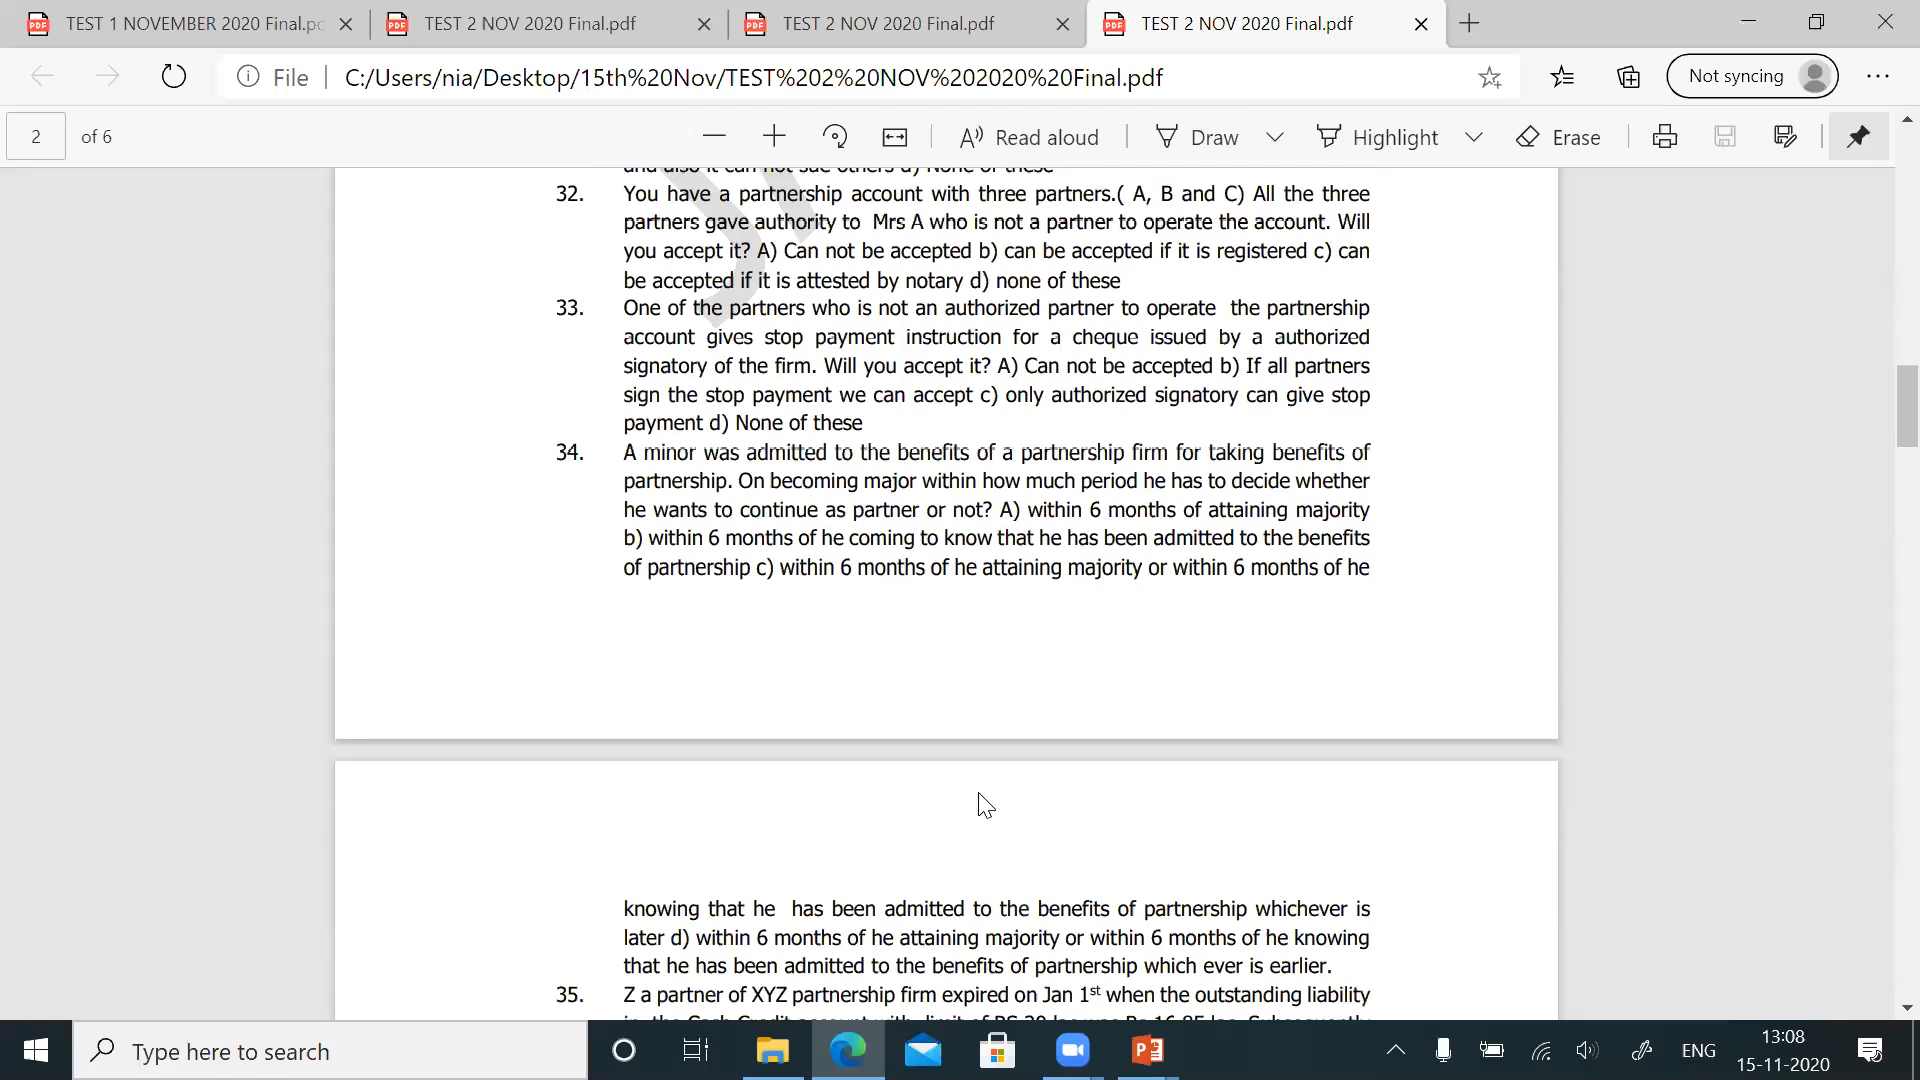 TEST 1 NOVEMBER 2020 Final.pd
TEST 2 NOV 2020 Final.pdf
TEST 2 NOV 2020 Final.pdf
TEST 2 NOV 2020 Final.pdf
File
C:/Users/nia/Desktop/15th%20Nov/TEST%202%20NOV%202020%20Final.pdf
Not syncing
2 of 6
Read aloud
Draw
Highlight
Erase
and also it can not sue others d) None of these
32. You have a partnership account with three partners.( A, B and C) All the three
partners gave authority to Mrs A who is not a partner to operate the account. Will
you accept it? A) Can not be accepted b) can be accepted if it is registered c) can
be accepted if it is attested by notary d) none of these
33. One of the partners who is not an authorized partner to operate the partnership
account gives stop payment instruction for a cheque issued by a authorized
signatory of the firm. Will you accept it? A) Can not be accepted b) If all partners
sign the stop payment we can accept c) only authorized signatory can give stop
payment d) None of these
34. A minor was admitted to the benefits of a partnership firm for taking benefits of
partnership. On becoming major within how much period he has to decide whether
he wants to continue as partner or not? A) within 6 months of attaining majority
b) within 6 months of he coming to know that he has been admitted to the benefits
of partnership c) within 6 months of he attaining majority or within 6 months of he
knowing that he has been admitted to the benefits of partnership whichever is
later d) within 6 months of he attaining majority or within 6 months of he knowing
that he has been admitted to the benefits of partnership which ever is earlier.
35. Z a partner of XYZ partnership firm expired on Jan 1st when the outstanding liability
Type here to search
ENG
13:08
15-11-2020